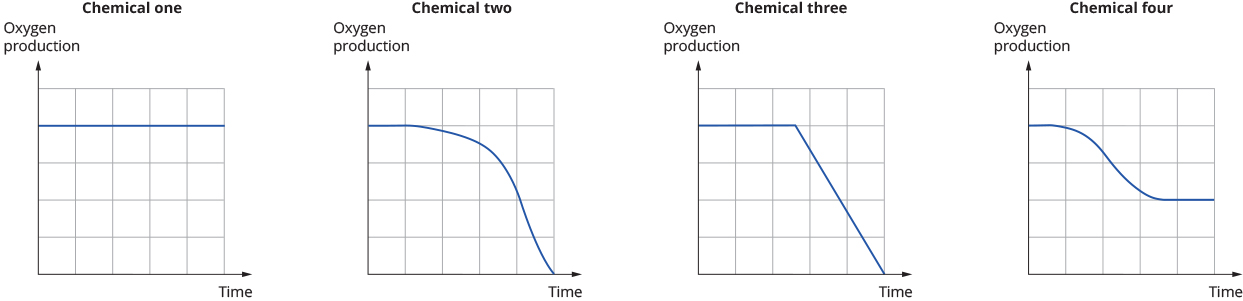 Chemical one
Oxygen
production
Time
Chemical two
Oxygen
production
Time
Chemical three
Oxygen
production
Time
Chemical four
Oxygen
production
Time